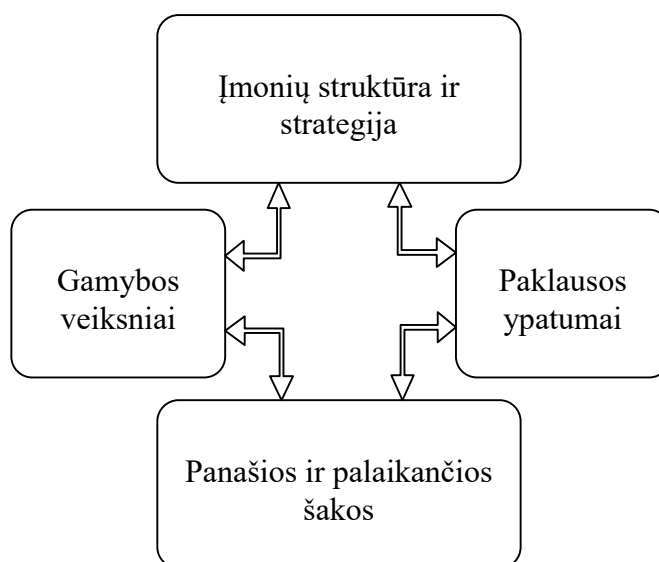 Įmonių struktūra ir
strategija
Gamybos
veiksniai
Paklausos
ypatumai
Panašios ir palaikančios
šakos